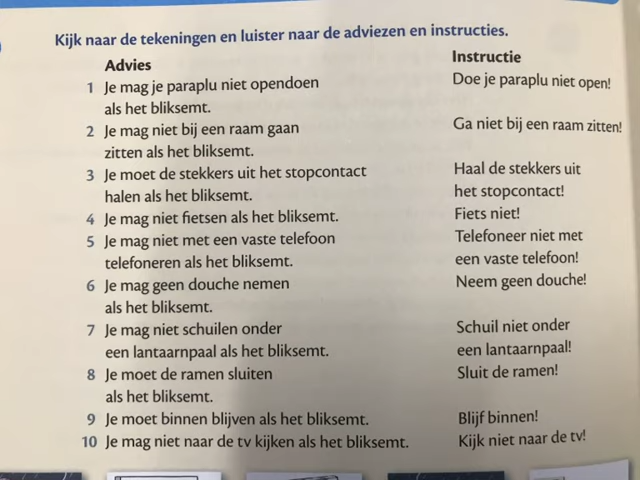 Kijk naar de tekeningen en luister naar de adviezen en instructies.
Advies Instructie
1 Je mag je paraplu niet opendoen Doe je paraplu niet open!
als het bliksemt.
2 Je mag niet bij een raam gaan Ga niet bij een raam zitten!
zitten als het bliksemt.
3 Je moet de stekkers uit het stopcontact Haal de stekkers uit
halen als het bliksemt. het stopcontact!
4 Je mag niet fietsen als het bliksemt. Fiets niet!
5 Je mag niet met een vaste telefoon Telefoneer niet met
telefoneren als het bliksemt. een vaste telefoon!
6 Je mag geen douche nemen Neem geen douche!
als het bliksemt.
7 Je mag niet schuilen onder Schuil niet onder
een lantaarnpaal als het bliksemt. een lantaarnpaal!
8 Je moet de ramen sluiten Sluit de ramen!
als het bliksemt.
9 Je moet binnen blijven als het bliksemt. Blijf binnen!
10 Je mag niet naar de tv kijken als het bliksemt. Kijk niet naar de tv!